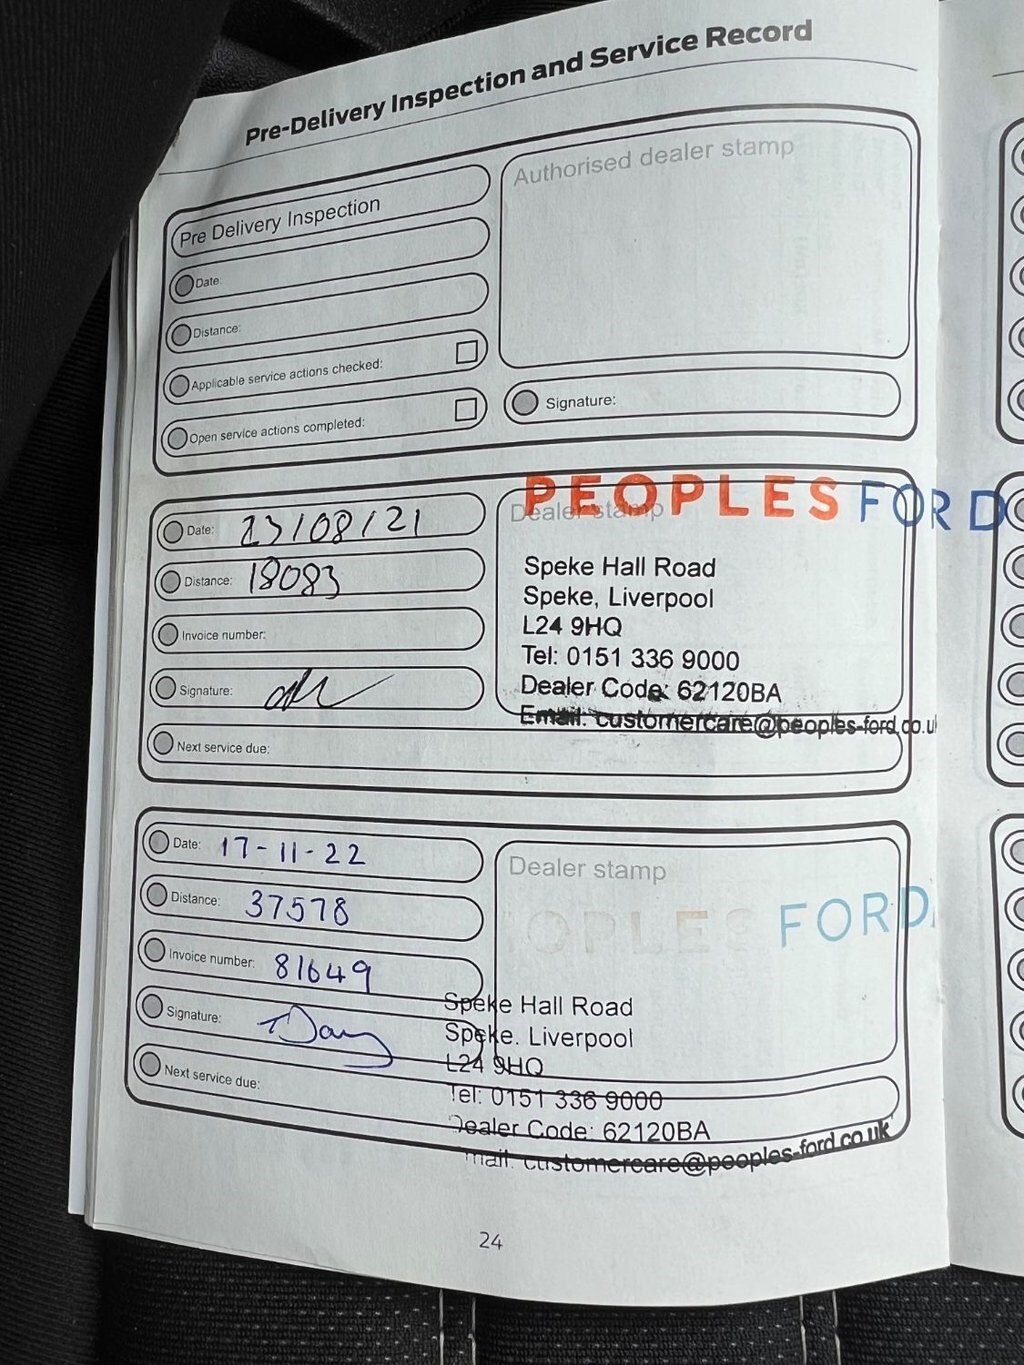 Pre-Delivery Inspection and Service Record
Pre Delivery Inspection
Date:
Distance:
Applicable service actions checked:
Open service actions completed:
Authorised dealer stamp
Signature:
Date: 23/08/21
Distance: 18083
Invoice number:
Signature:
Next service due:
Dealer stamp
PEOPLES FORD
Speke Hall Road
Speke, Liverpool
L24 9HQ
Tel: 0151 336 9000
Dealer Code: 62120BA
Email: customercare@peoples-ford.co.u
Date: 17-11-22
Distance: 37578
Invoice number: 81649
Signature:
Next service due:
Dealer stamp
OPLES FORD
Speke Hall Road
Speke. Liverpool
L24 9HQ
Tel: 0151 336 9000
Dealer Code: 62120BA
mail: customercare@peoples-ford.co.uk
24